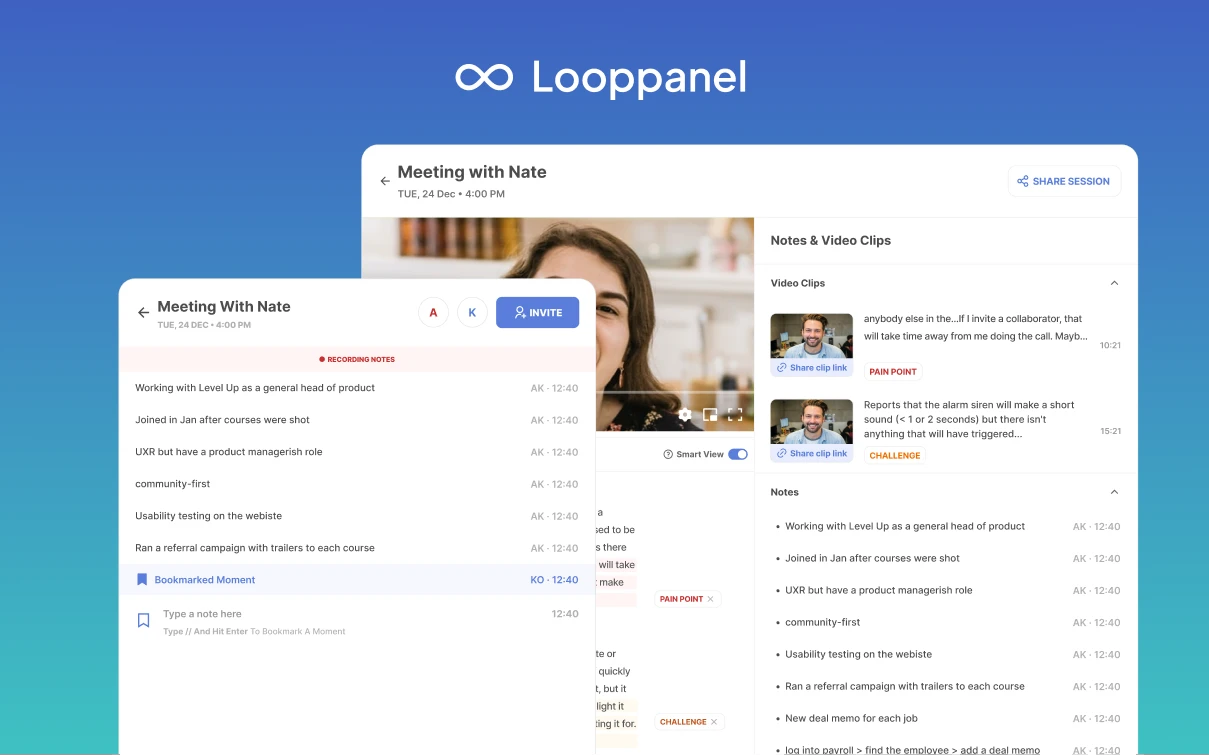 Looppanel
Meeting with Nate
TUE, 24 Dec • 4:00 PM
SHARE SESSION
Notes & Video Clips
Video Clips
anybody else in the...If I invite a collaborator, that
will take time away from me doing the call. Mayb...
10:21
Share clip link
PAIN POINT
Reports that the alarm siren will make a short
sound (< 1 or 2 seconds) but there isn't
anything that will have triggered...
15:21
Share clip link
CHALLENGE
Notes
• Working with Level Up as a general head of product AK · 12:40
• Joined in Jan after courses were shot AK · 12:40
• UXR but have a product managerish role AK · 12:40
• community-first AK · 12:40
• Usability testing on the webiste AK · 12:40
• Ran a referral campaign with trailers to each course AK · 12:40
• New deal memo for each job AK · 12:40
• log into payroll > find the employee > add a deal memo AK · 12:40
Smart View
a
sed to be
s there
will take
make
PAIN POINT ×
te or
quickly
t, but it
light it
ting it for.
CHALLENGE ×
Meeting With Nate
TUE, 24 DEC • 4:00 PM
A
K
INVITE
RECORDING NOTES
Working with Level Up as a general head of product AK · 12:40
Joined in Jan after courses were shot AK · 12:40
UXR but have a product managerish role AK · 12:40
community-first AK · 12:40
Usability testing on the webiste AK · 12:40
Ran a referral campaign with trailers to each course AK · 12:40
Bookmarked Moment KO · 12:40
Type a note here 12:40
Type // And Hit Enter To Bookmark A Moment